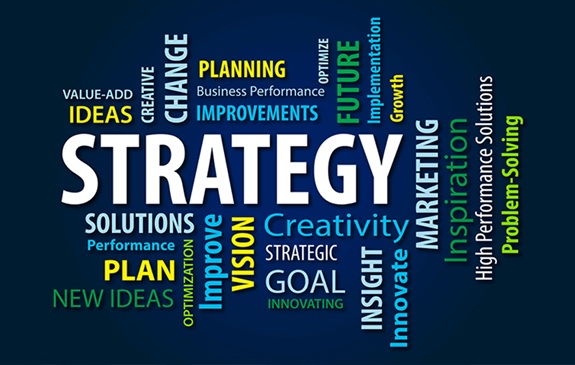 VALUE-ADD
IDEAS
CREATIVE
CHANGE
PLANNING
Business Performance
IMPROVEMENTS
OPTIMIZE
FUTURE
Implementation
Growth
STRATEGY
SOLUTIONS
Performance
PLAN
NEW IDEAS
OPTIMIZATION
Improve
VISION
Creativity
STRATEGIC
GOAL
INNOVATING
INSIGHT
Innovate
MARKETING
Inspiration
High Performance Solutions
Problem-Solving